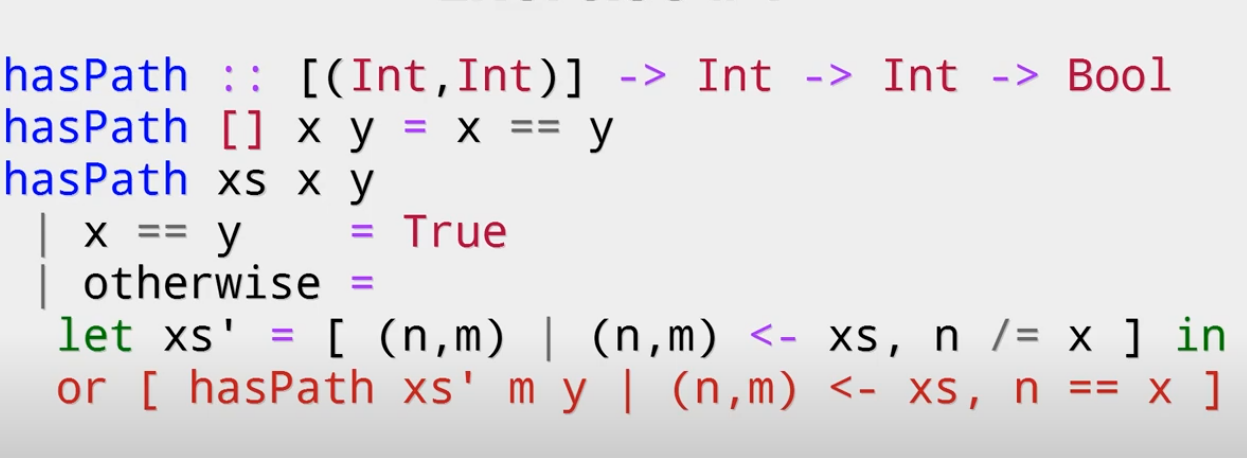 hasPath :: [(Int,Int)] -> Int -> Int -> Bool
hasPath [] x y = x == y
hasPath xs x y
 | x == y    = True
 | otherwise =
  let xs' = [ (n,m) | (n,m) <- xs, n /= x ] in
  or [ hasPath xs' m y | (n,m) <- xs, n == x ]